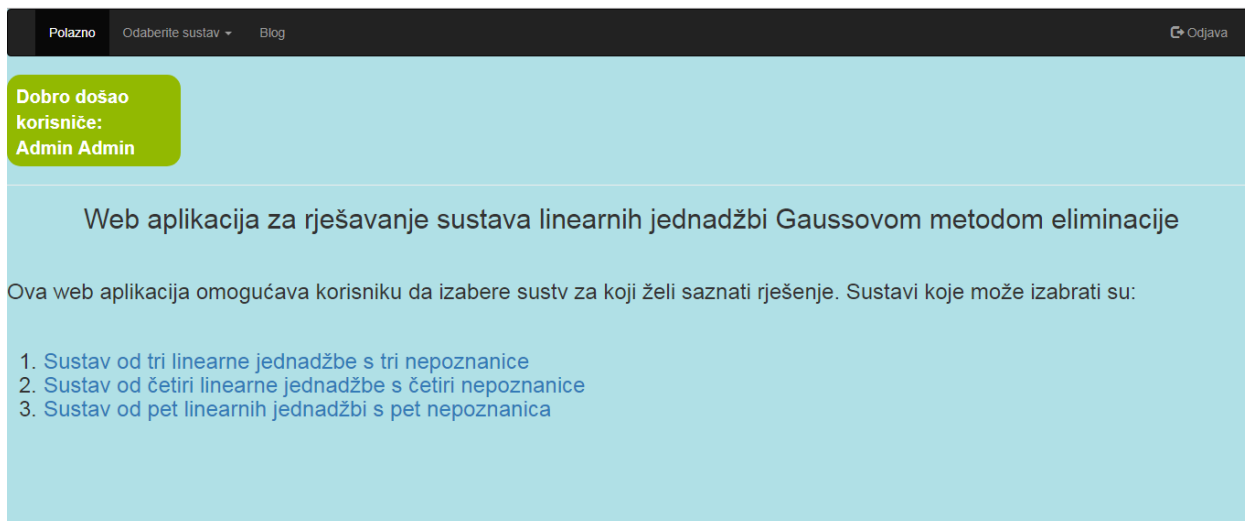 Polazno Odaberite sustav Blog Odjava
Dobro došao
korisniče:
Admin Admin
Web aplikacija za rješavanje sustava linearnih jednadžbi Gaussovom metodom eliminacije
Ova web aplikacija omogućava korisniku da izabere sustv za koji želi saznati rješenje. Sustavi koje može izabrati su:
1. Sustav od tri linearne jednadžbe s tri nepoznanice
2. Sustav od četiri linearne jednadžbe s četiri nepoznanice
3. Sustav od pet linearnih jednadžbi s pet nepoznanica